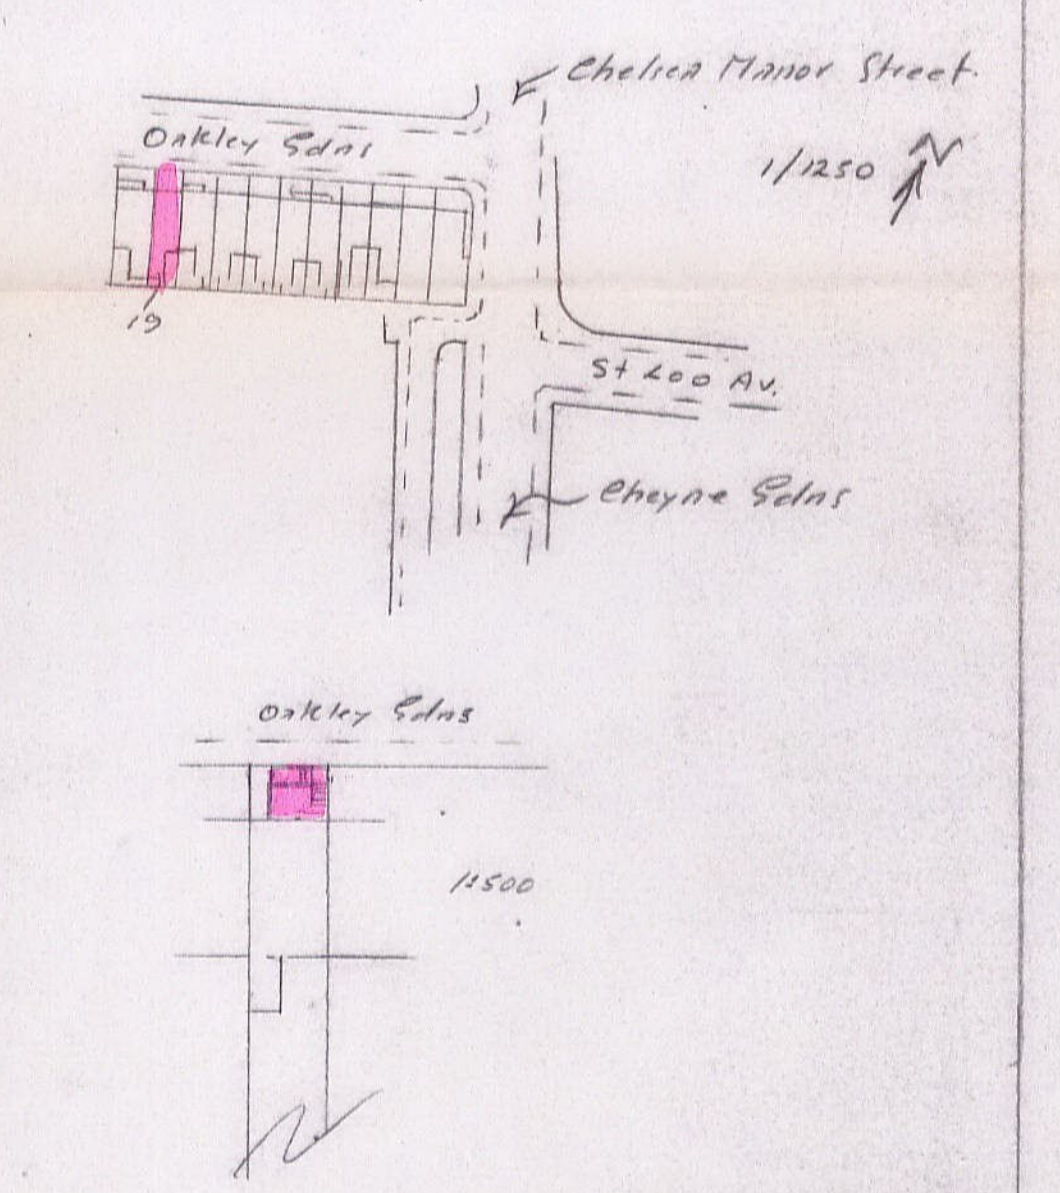 Chelsea Manor Street.
Oakley Gdns
1/1250
N
19
St Loo Av.
Cheyne Gdns
Oakley Gdns
1:500